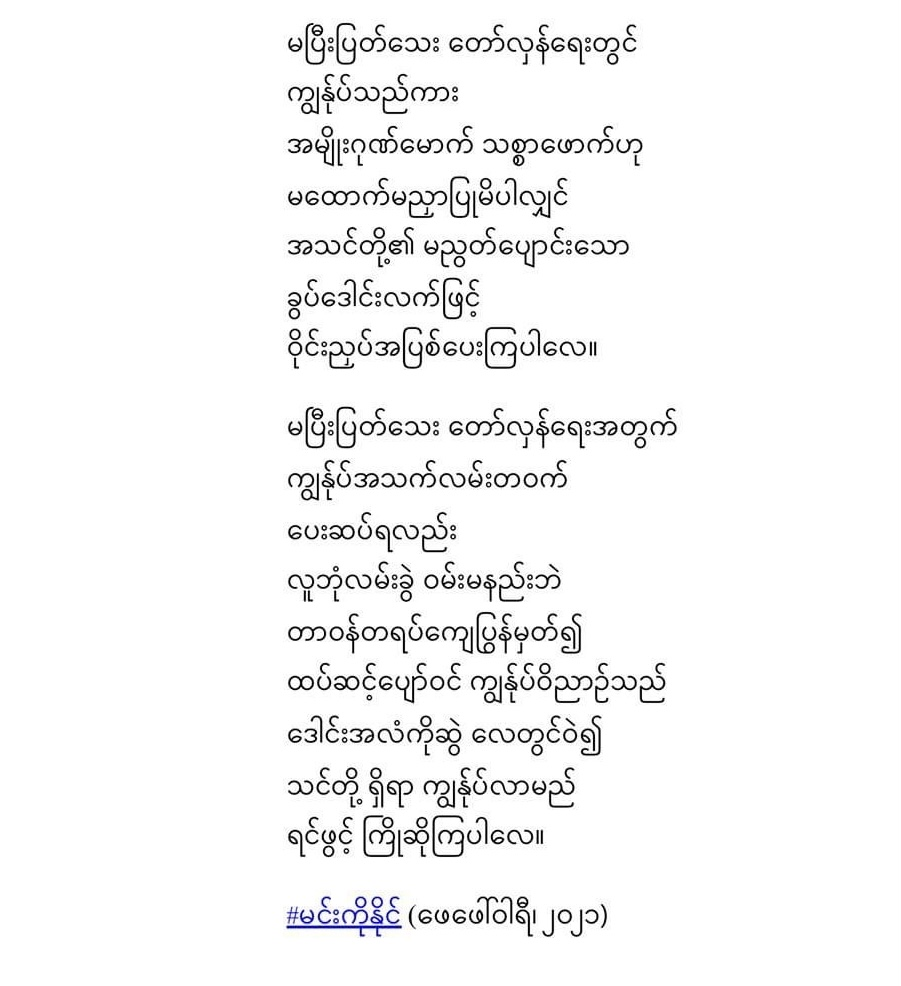 မပြီးပြတ်သေး တော်လှန်ရေးတွင်
ကျွန်ုပ်သည်ကား
အမျိုးဂုဏ်မောက် သစ္စာဖောက်ဟု
မထောက်မညှာပြုမိပါလျှင်
အသင်တို့၏ မညွတ်ပျောင်းသော
ခွပ်ဒေါင်းလက်ဖြင့်
ဝိုင်းညှပ်အပြစ်ပေးကြပါလေ။
မပြီးပြတ်သေး တော်လှန်ရေးအတွက်
ကျွန်ုပ်အသက်လမ်းတဝက်
ပေးဆပ်ရလည်း
လူဘုံလမ်းခွဲ ဝမ်းမနည်းဘဲ
တာဝန်တရပ်ကျေပြွန်မှတ်၍
ထပ်ဆင့်ပျော်ဝင် ကျွန်ုပ်ဝိညာဉ်သည်
ဒေါင်းအလံကိုဆွဲ လေတွင်ဝဲ၍
သင်တို့ ရှိရာ ကျွန်ုပ်လာမည်
ရင်ဖွင့် ကြိုဆိုကြပါလေ။
#မင်းကိုနိုင် (ဖေဖေါ်ဝါရီ၊၂၀၂၁)